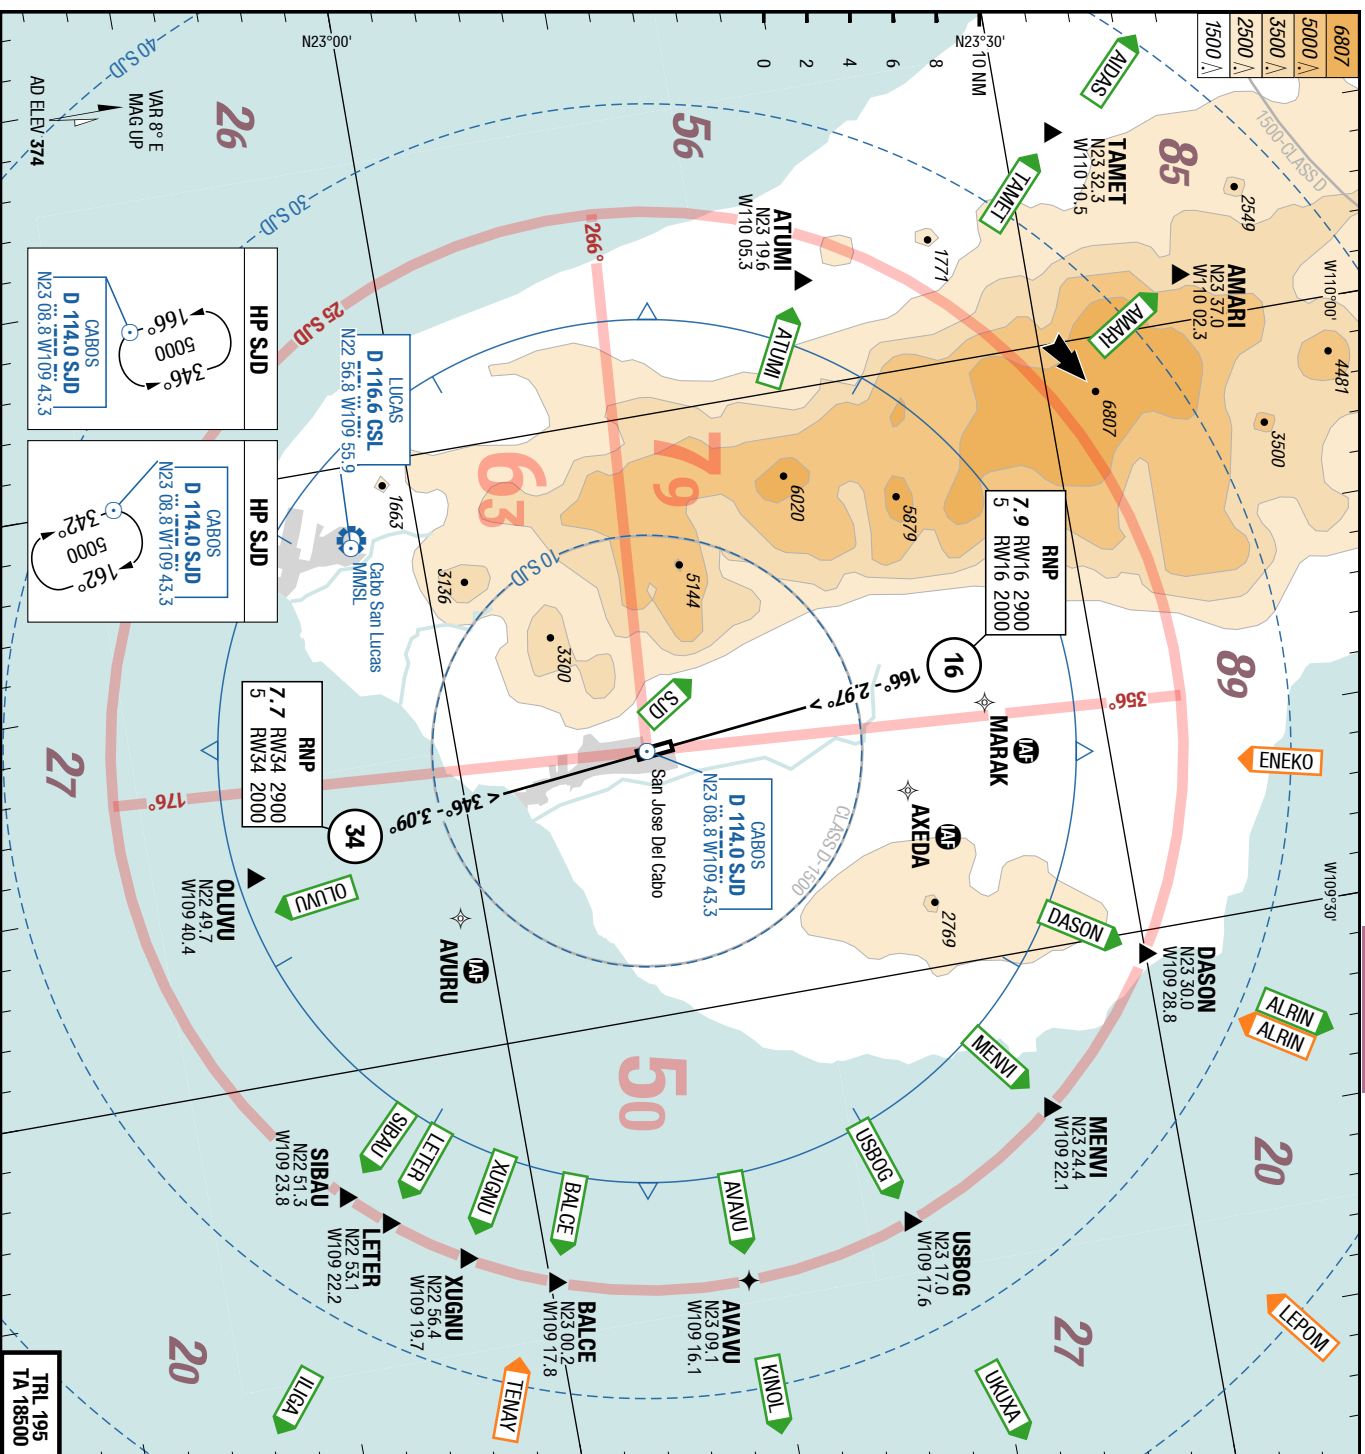 6807
5000
3500
2500
1500
1500-CLASS D
N23°30'
N23°00'
W110°00'
W109°30'
10 NM
8
6
4
2
0
40 SJD
30 SJD
25 SJD
10 SJD
VAR 8° E
MAG UP
AD ELEV 374
26
56
85
89
20
27
20
27
63
79
50
AIDAS
TAMET
N23 32.3
W110 10.5
TAMET
2549
1771
AMARI
N23 37.0
W110 02.3
AMARI
4481
3500
6807
ATUMI
N23 19.6
W110 05.3
ATUMI
266°
356°
176°
6020
5879
5144
3136
3300
1663
2769
HP SJD
166°
5000
346°
CABOS
D 114.0 SJD
N23 08.8 W109 43.3
HP SJD
342°
5000
162°
CABOS
D 114.0 SJD
N23 08.8 W109 43.3
LUCAS
D 116.6 CSL
N22 56.8 W109 55.9
Cabo San Lucas
MMSL
RNP
7.9 RW16 2900
5 RW16 2000
16
166° - 2.97° >
RNP
7.7 RW34 2900
5 RW34 2000
34
< 346° - 3.09°
SJD
San Jose Del Cabo
CABOS
D 114.0 SJD
N23 08.8 W109 43.3
CLASS D-1500
IAF
MARAK
IAF
AXEDA
IAF
AVURU
ENEKO
ALRIN
ALRIN
LEPOM
DASON
DASON
N23 30.0
W109 28.8
MENVI
MENVI
N23 24.4
W109 22.1
USBOG
USBOG
N23 17.0
W109 17.6
AVAVU
AVAVU
N23 09.1
W109 16.1
BALCE
BALCE
N23 00.2
W109 17.8
XUGNU
XUGNU
N22 56.4
W109 19.7
LETER
LETER
N22 53.1
W109 22.2
SIBAU
SIBAU
N22 51.3
W109 23.8
OLUVU
OLUVU
N22 49.7
W109 40.4
UKUXA
KINOL
TENAY
ILIGA
TRL 195
TA 18500